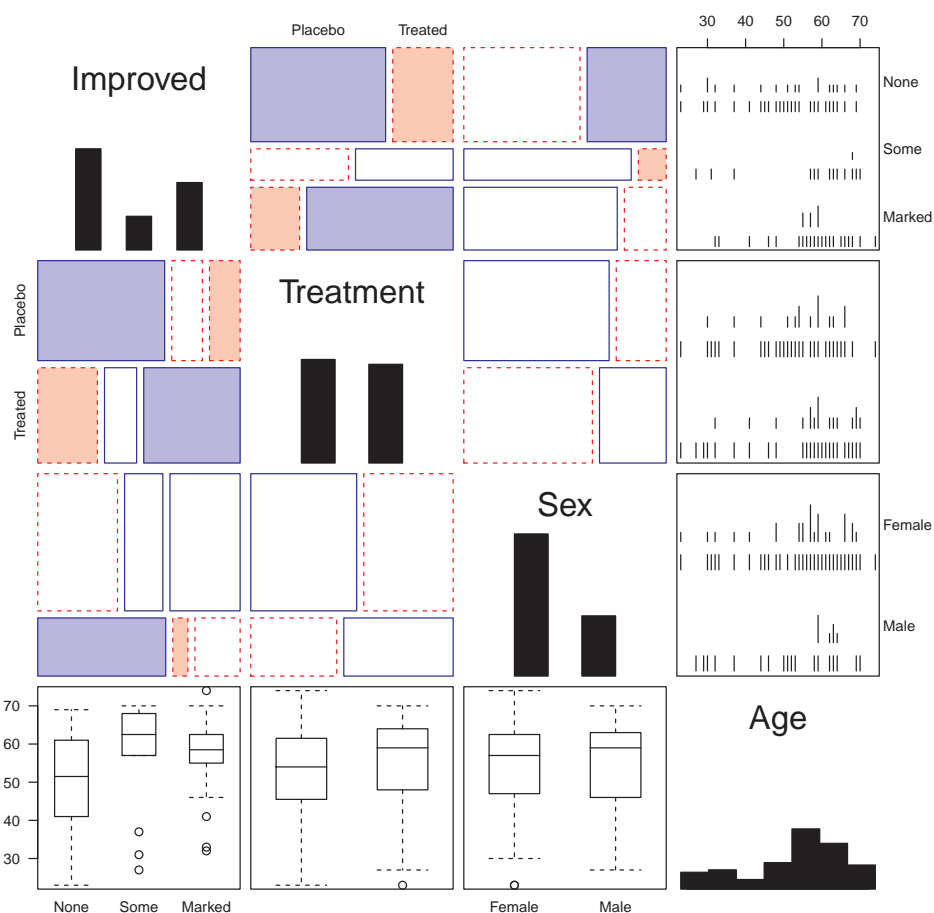 30 40 50 60 70
Placebo Treated
Improved
None
Some
Marked
Placebo
Treatment
Treated
Sex
Female
Male
Age
70
60
50
40
30
None Some Marked
Female Male